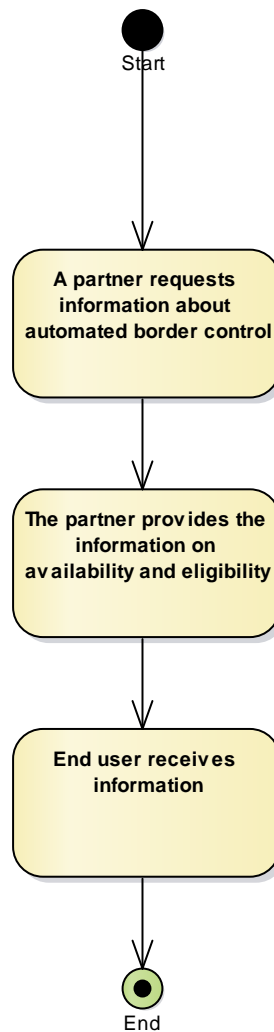 Start
A partner requests
information about
automated border control
The partner provides the
information on
availability and eligibility
End user receives
information
End